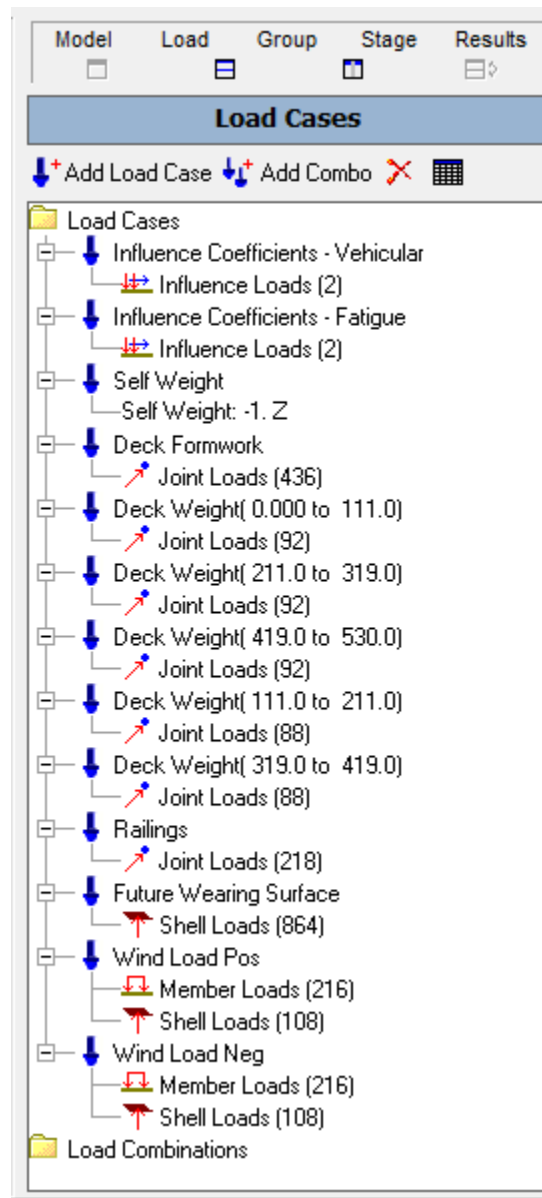 Model Load Group Stage Results
Load Cases
Add Load Case Add Combo
Load Cases
Influence Coefficients - Vehicular
Influence Loads (2)
Influence Coefficients - Fatigue
Influence Loads (2)
Self Weight
Self Weight: -1. Z
Deck Formwork
Joint Loads (436)
Deck Weight( 0.000 to 111.0)
Joint Loads (92)
Deck Weight( 211.0 to 319.0)
Joint Loads (92)
Deck Weight( 419.0 to 530.0)
Joint Loads (92)
Deck Weight( 111.0 to 211.0)
Joint Loads (88)
Deck Weight( 319.0 to 419.0)
Joint Loads (88)
Railings
Joint Loads (218)
Future Wearing Surface
Shell Loads (864)
Wind Load Pos
Member Loads (216)
Shell Loads (108)
Wind Load Neg
Member Loads (216)
Shell Loads (108)
Load Combinations